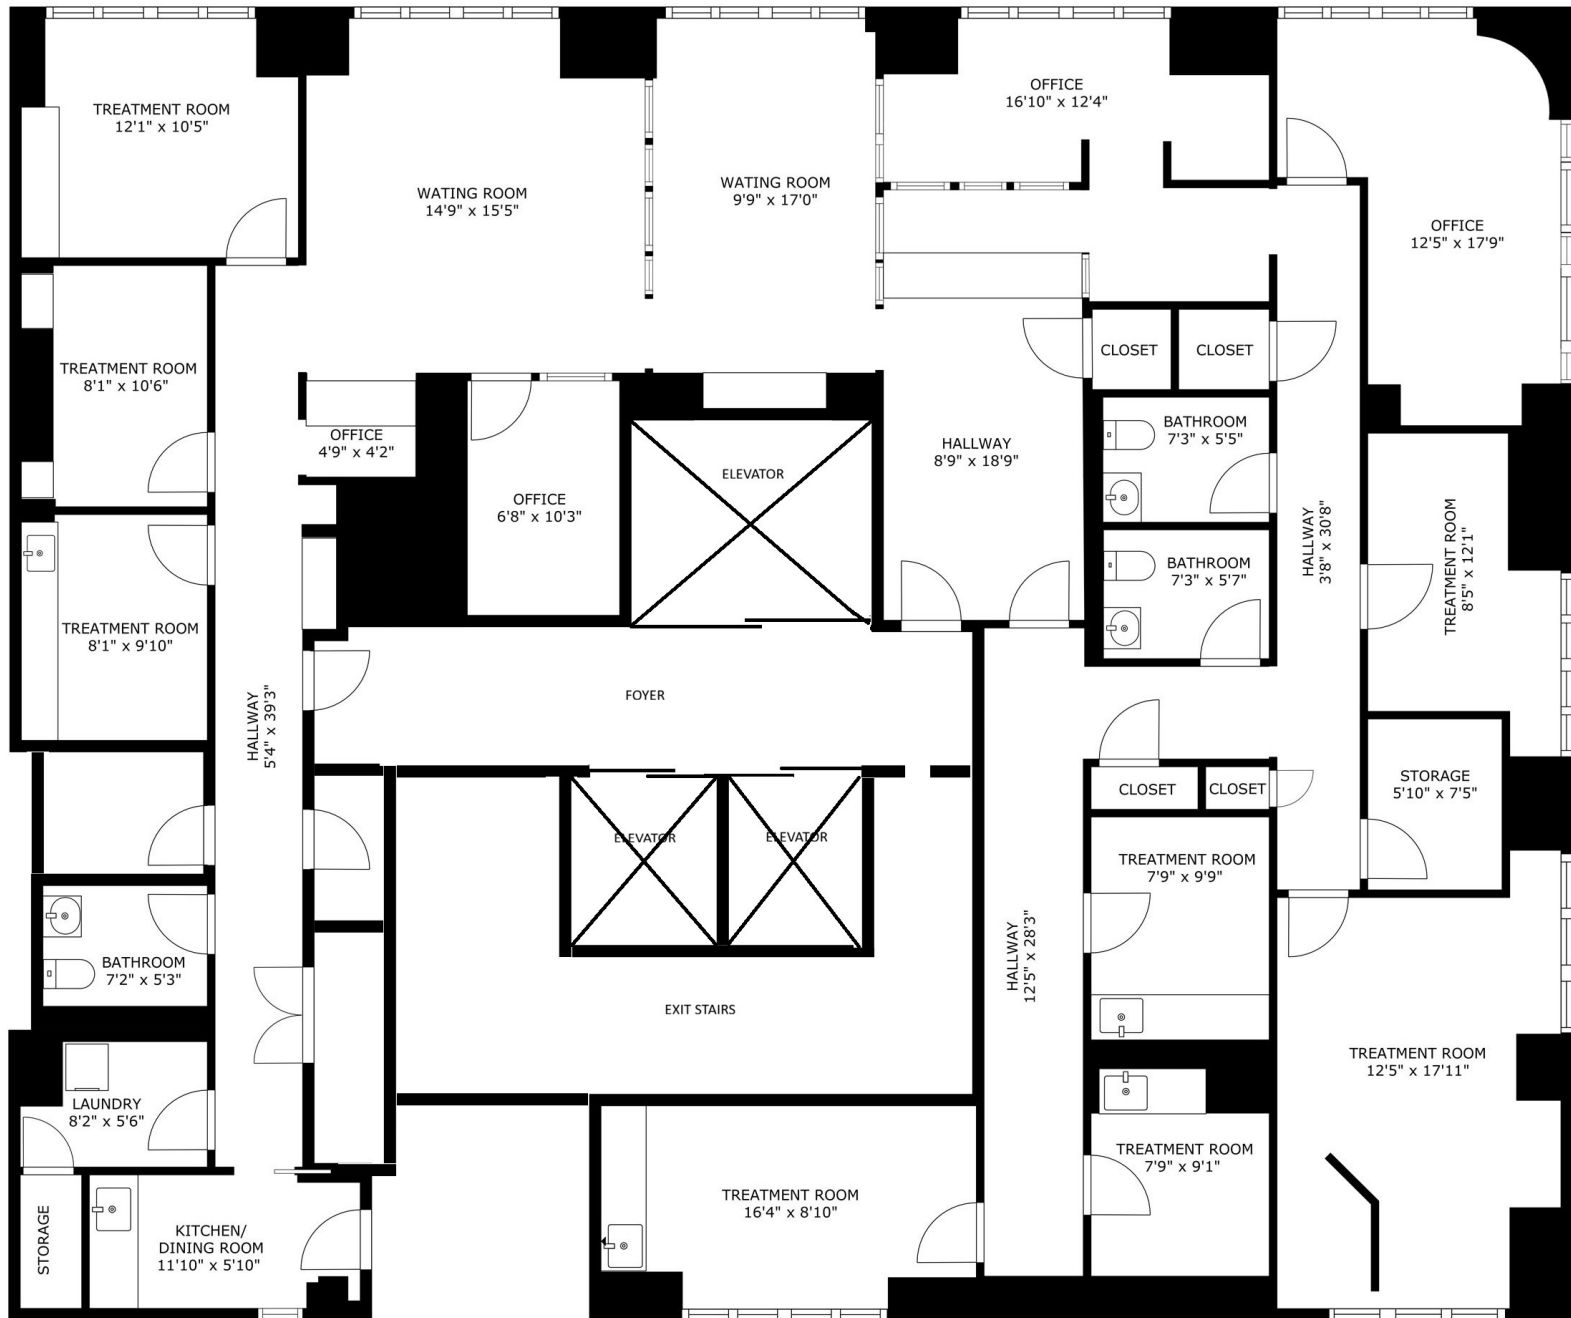 TREATMENT ROOM
12'1" x 10'5"
WATING ROOM
14'9" x 15'5"
WATING ROOM
9'9" x 17'0"
OFFICE
16'10" x 12'4"
OFFICE
12'5" x 17'9"
TREATMENT ROOM
8'1" x 10'6"
OFFICE
4'9" x 4'2"
OFFICE
6'8" x 10'3"
ELEVATOR
HALLWAY
8'9" x 18'9"
CLOSET
CLOSET
BATHROOM
7'3" x 5'5"
BATHROOM
7'3" x 5'7"
HALLWAY
3'8" x 30'8"
TREATMENT ROOM
8'5" x 12'1"
TREATMENT ROOM
8'1" x 9'10"
HALLWAY
5'4" x 39'3"
FOYER
ELEVATOR
ELEVATOR
CLOSET
CLOSET
STORAGE
5'10" x 7'5"
TREATMENT ROOM
7'9" x 9'9"
BATHROOM
7'2" x 5'3"
EXIT STAIRS
HALLWAY
12'5" x 28'3"
TREATMENT ROOM
12'5" x 17'11"
LAUNDRY
8'2" x 5'6"
TREATMENT ROOM
7'9" x 9'1"
TREATMENT ROOM
16'4" x 8'10"
STORAGE
KITCHEN/
DINING ROOM
11'10" x 5'10"